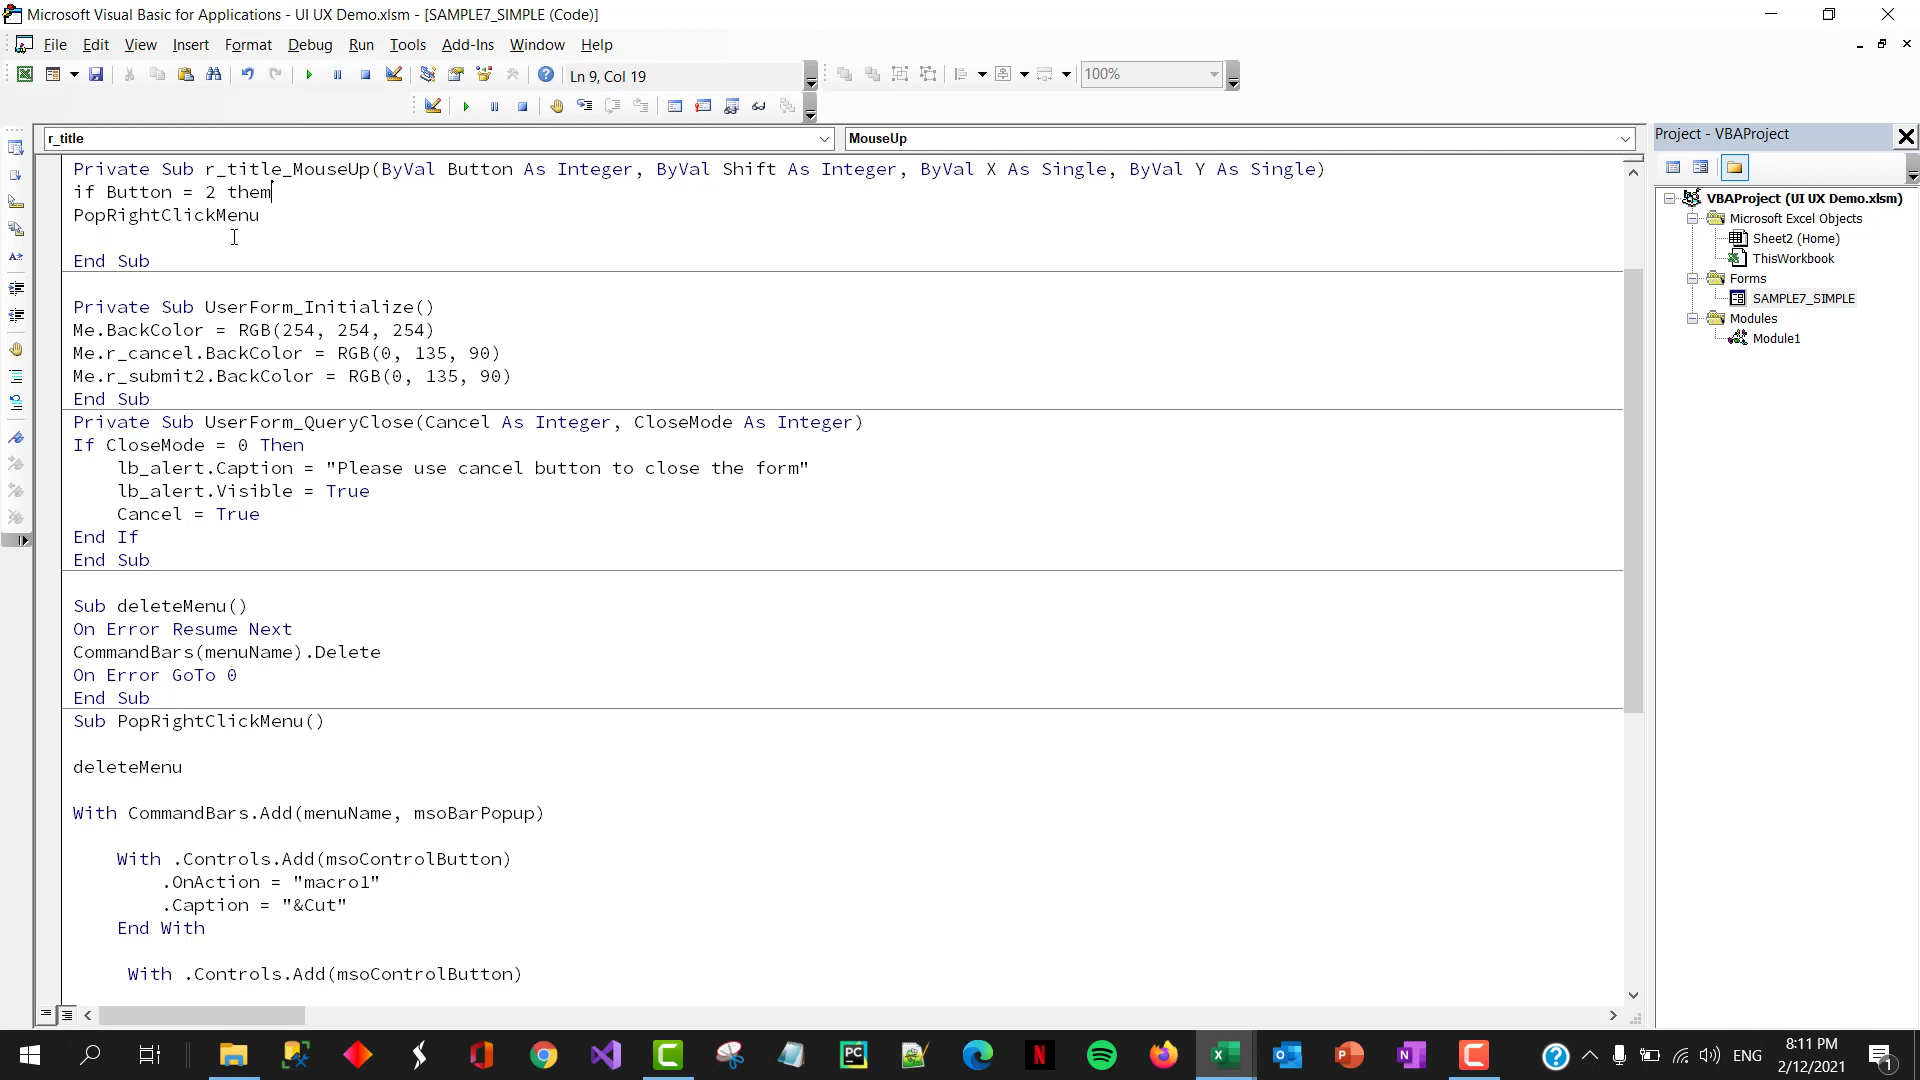 Microsoft Visual Basic for Applications - UI UX Demo.xlsm - [SAMPLE7_SIMPLE (Code)]
File Edit View Insert Format Debug Run Tools Add-Ins Window Help
Ln 9, Col 19
100%
r_title
MouseUp
Private Sub r_title_MouseUp(ByVal Button As Integer, ByVal Shift As Integer, ByVal X As Single, ByVal Y As Single)
if Button = 2 them
PopRightClickMenu
End Sub
Private Sub UserForm_Initialize()
Me.BackColor = RGB(254, 254, 254)
Me.r_cancel.BackColor = RGB(0, 135, 90)
Me.r_submit2.BackColor = RGB(0, 135, 90)
End Sub
Private Sub UserForm_QueryClose(Cancel As Integer, CloseMode As Integer)
If CloseMode = 0 Then
lb_alert.Caption = "Please use cancel button to close the form"
lb_alert.Visible = True
Cancel = True
End If
End Sub
Sub deleteMenu()
On Error Resume Next
CommandBars(menuName).Delete
On Error GoTo 0
End Sub
Sub PopRightClickMenu()
deleteMenu
With CommandBars.Add(menuName, msoBarPopup)
With .Controls.Add(msoControlButton)
.OnAction = "macro1"
.Caption = "&Cut"
End With
With .Controls.Add(msoControlButton)
Project - VBAProject
VBAProject (UI UX Demo.xlsm)
Microsoft Excel Objects
Sheet2 (Home)
ThisWorkbook
Forms
SAMPLE7_SIMPLE
Modules
Module1
ENG
8:11 PM
2/12/2021
1